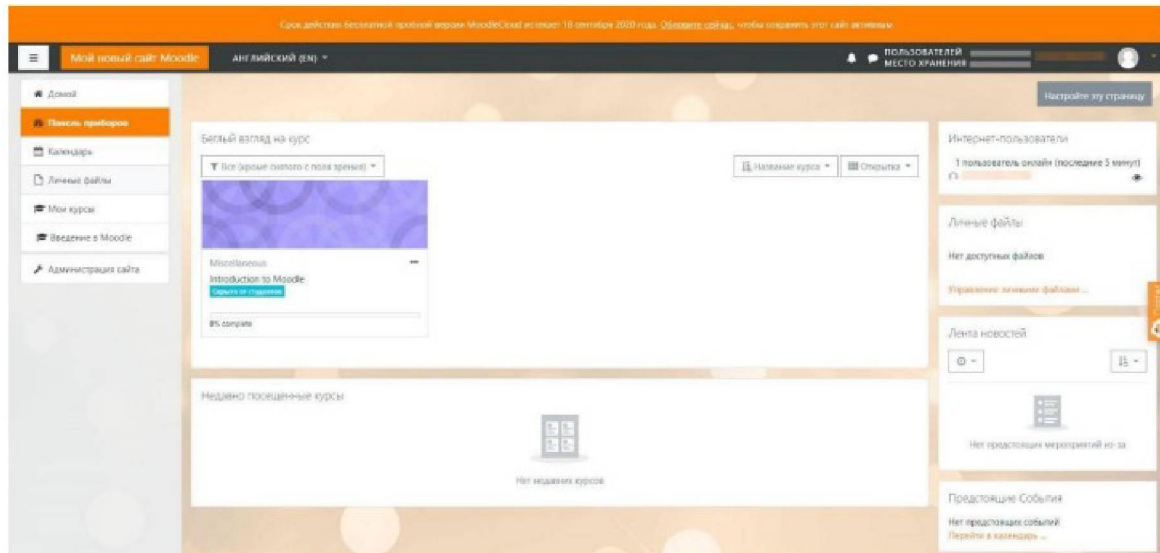 Срок действия бесплатной пробной версии MoodleCloud истекает 18 сентября 2020 года. Обновите сейчас, чтобы сохранить этот сайт активным.
Мой новый сайт Moodle
АНГЛИЙСКИЙ (EN)
ПОЛЬЗОВАТЕЛЕЙ
МЕСТО ХРАНЕНИЯ
Домой
Настройте эту страницу
Панель приборов
Календарь
Личные файлы
Мои курсы
Введение в Moodle
Администрация сайта
Беглый взгляд на курс
Все (кроме снятого с поля зрения)
Название курса
Открытка
Miscellaneous
Introduction to Moodle
Скрыто от студентов
0% complete
Недавно посещенные курсы
Нет недавних курсов
Интернет-пользователи
1 пользователь онлайн (последние 5 минут)
Личные файлы
Нет доступных файлов
Управление личными файлами ...
Лента новостей
Нет предстоящих мероприятий из-за
Предстоящие События
Нет предстоящих событий
Перейти к календарю ...